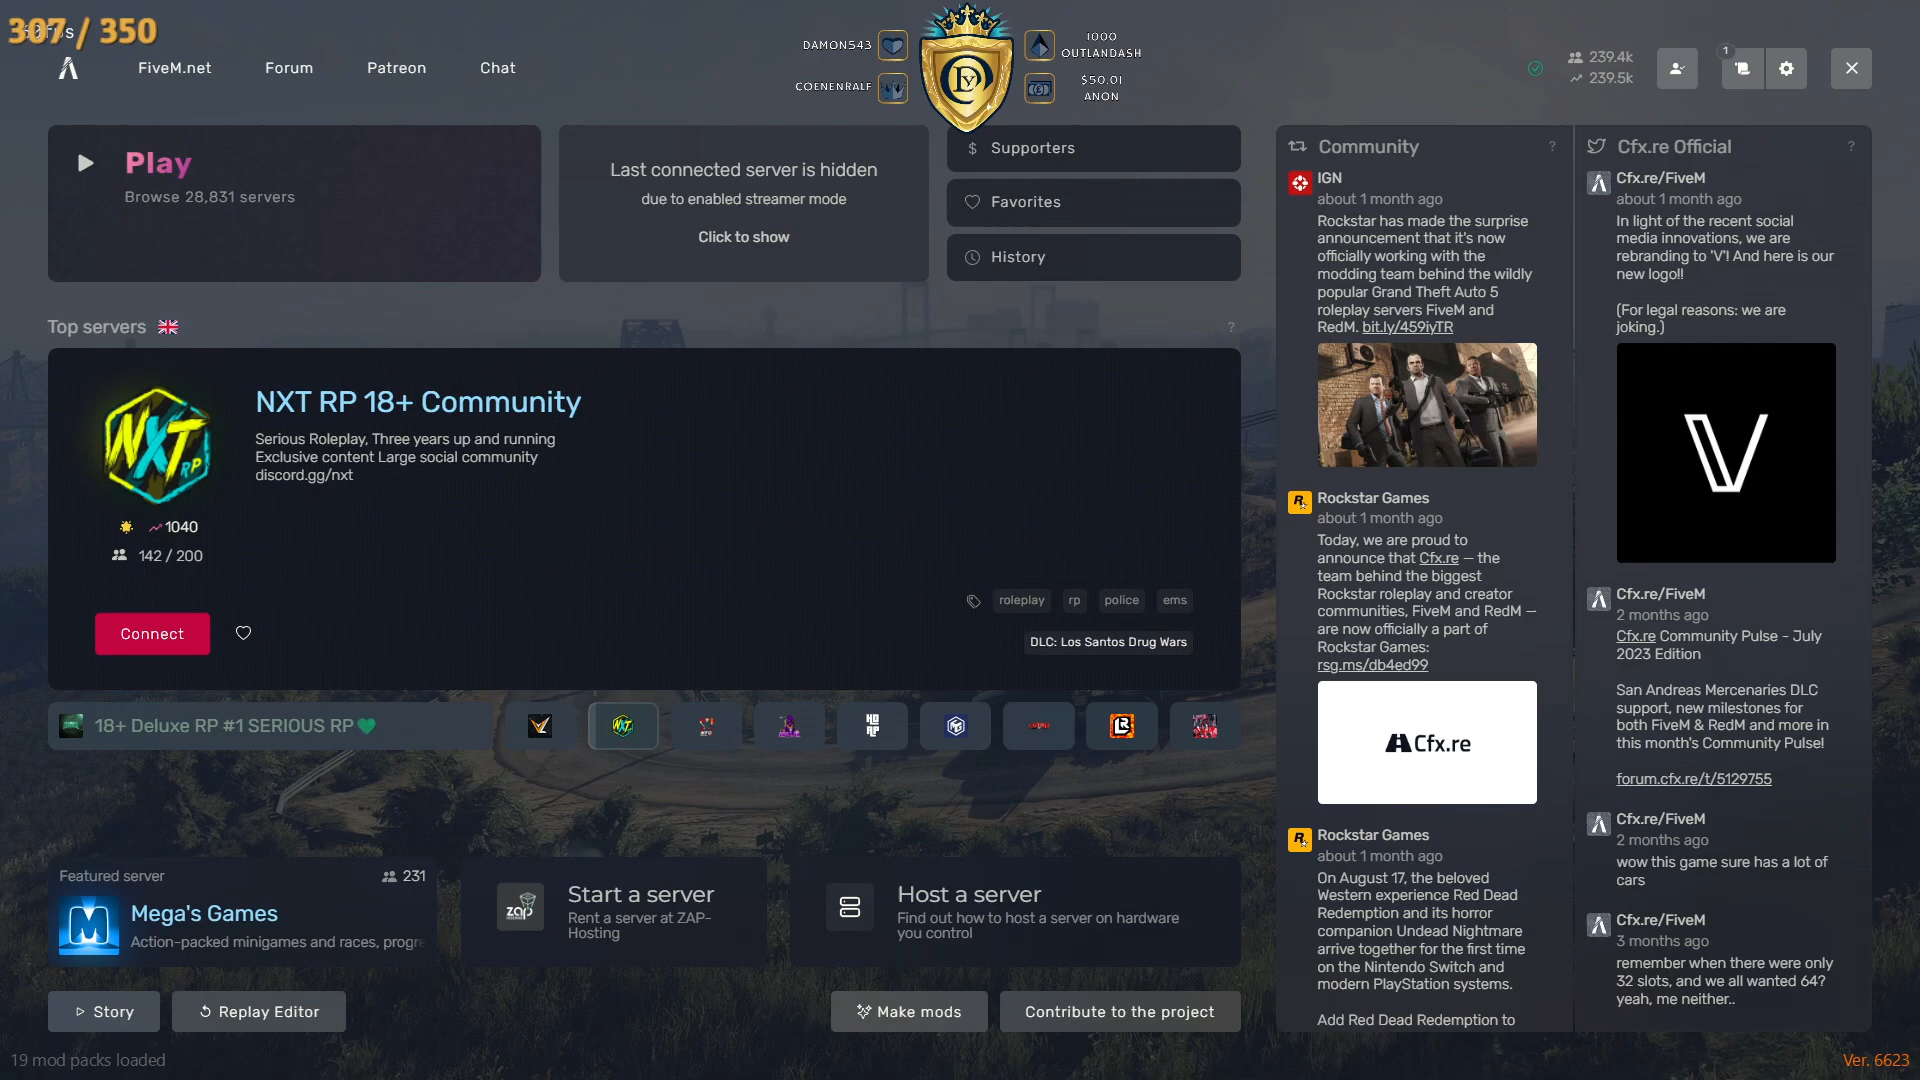 307 / 350
FiveM.net
Forum
Patreon
Chat
DAMON543
COENENRALF
1000
OUTLANDASH
$50.01
ANON
239.4k
239.5k
1
Play
Browse 28,831 servers
Last connected server is hidden
due to enabled streamer mode
Click to show
Supporters
Favorites
History
Top servers
?
NXT RP 18+ Community
Serious Roleplay, Three years up and running
Exclusive content Large social community
discord.gg/nxt
NXT
RP
1040
142 / 200
Connect
roleplay
rp
police
ems
DLC: Los Santos Drug Wars
18+ Deluxe RP #1 SERIOUS RP
NXT
HD
RP
LR
Featured server
231
Mega's Games
Action-packed minigames and races, progre
zap
Start a server
Rent a server at ZAP-
Hosting
Host a server
Find out how to host a server on hardware
you control
Story
Replay Editor
Make mods
Contribute to the project
19 mod packs loaded
Community
?
IGN
about 1 month ago
Rockstar has made the surprise
announcement that it's now
officially working with the
modding team behind the wildly
popular Grand Theft Auto 5
roleplay servers FiveM and
RedM. bit.ly/459iyTR
Rockstar Games
about 1 month ago
Today, we are proud to
announce that Cfx.re — the
team behind the biggest
Rockstar roleplay and creator
communities, FiveM and RedM —
are now officially a part of
Rockstar Games:
rsg.ms/db4ed99
Cfx.re
Rockstar Games
about 1 month ago
On August 17, the beloved
Western experience Red Dead
Redemption and its horror
companion Undead Nightmare
arrive together for the first time
on the Nintendo Switch and
modern PlayStation systems.
Add Red Dead Redemption to
Cfx.re Official
?
Cfx.re/FiveM
about 1 month ago
In light of the recent social
media innovations, we are
rebranding to 'V'! And here is our
new logo!!
(For legal reasons: we are
joking.)
V
Cfx.re/FiveM
2 months ago
Cfx.re Community Pulse - July
2023 Edition
San Andreas Mercenaries DLC
support, new milestones for
both FiveM & RedM and more in
this month's Community Pulse!
forum.cfx.re/t/5129755
Cfx.re/FiveM
2 months ago
wow this game sure has a lot of
cars
Cfx.re/FiveM
3 months ago
remember when there were only
32 slots, and we all wanted 64?
yeah, me neither..
Ver. 6623